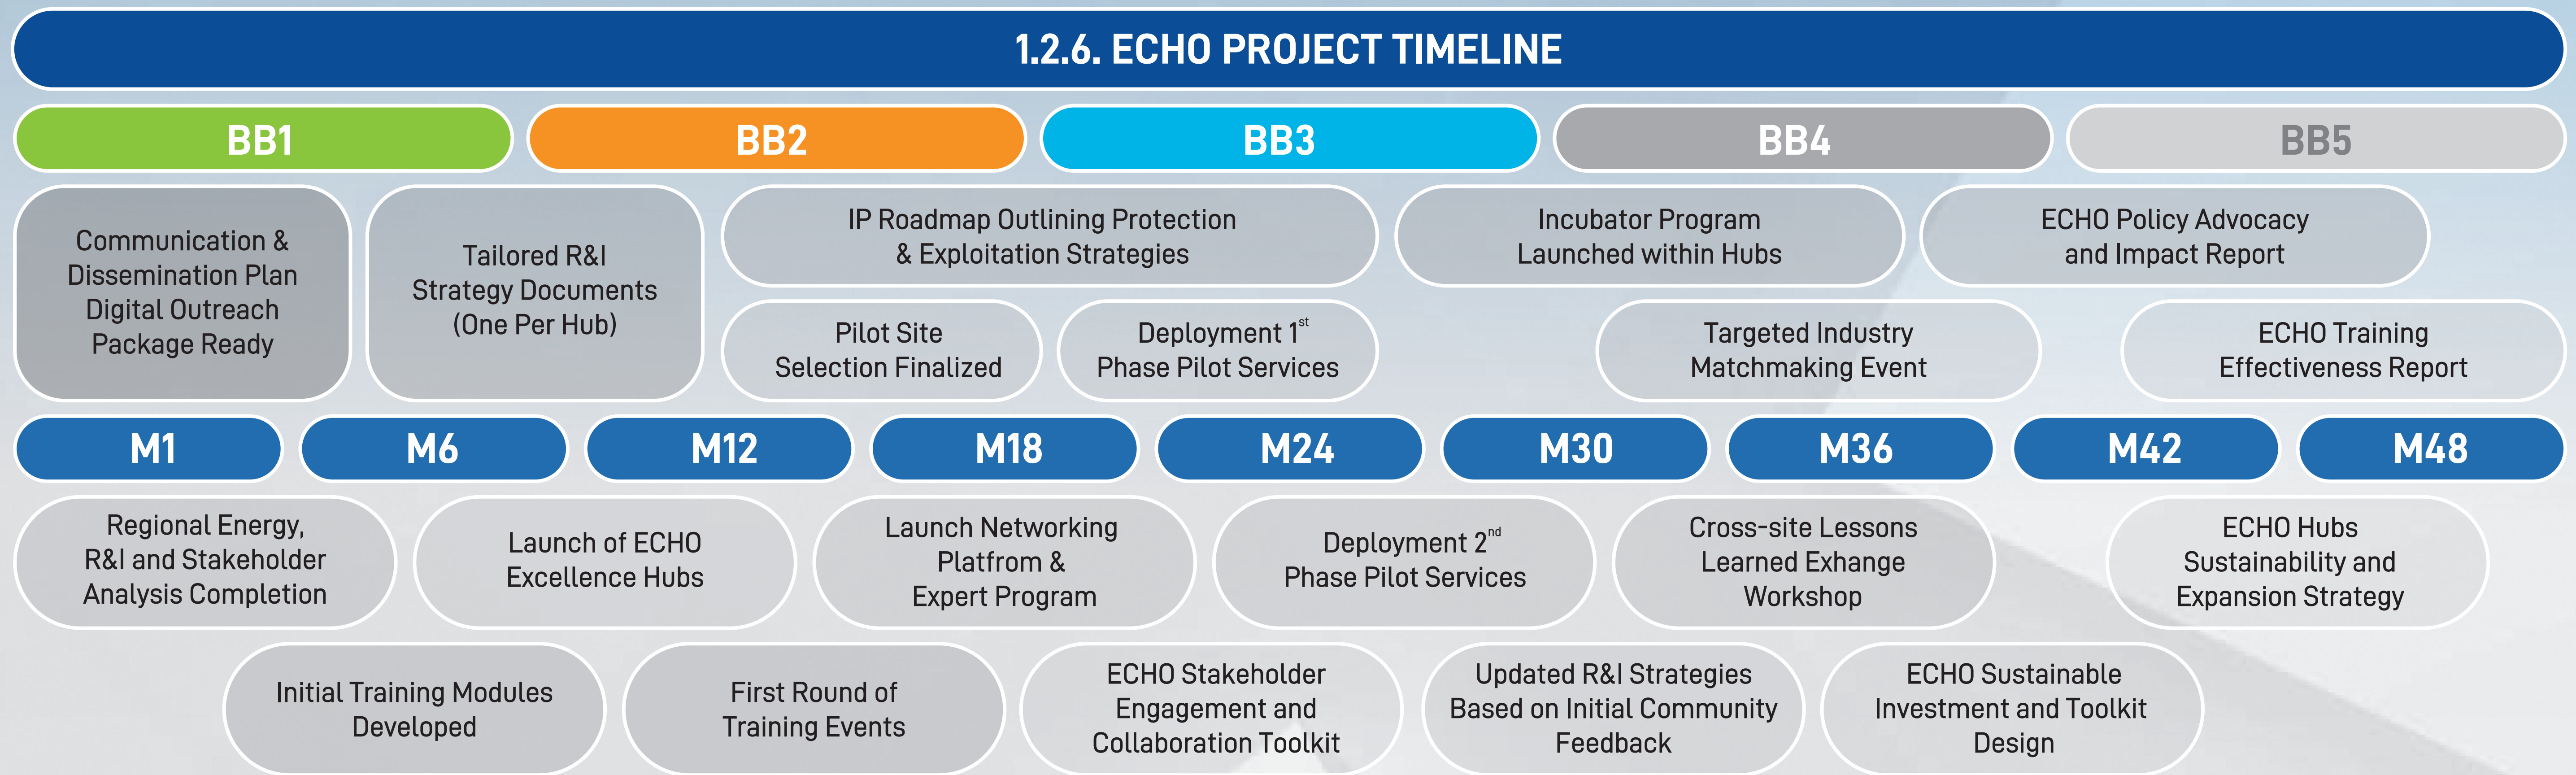 1.2.6. ECHO PROJECT TIMELINE
BB1
BB2
BB3
BB4
BB5
Communication &
Dissemination Plan
Digital Outreach
Package Ready
Tailored R&I
Strategy Documents
(One Per Hub)
IP Roadmap Outlining Protection
& Exploitation Strategies
Incubator Program
Launched within Hubs
ECHO Policy Advocacy
and Impact Report
Pilot Site
Selection Finalized
Deployment 1st
Phase Pilot Services
Targeted Industry
Matchmaking Event
ECHO Training
Effectiveness Report
M1
M6
M12
M18
M24
M30
M36
M42
M48
Regional Energy,
R&I and Stakeholder
Analysis Completion
Launch of ECHO
Excellence Hubs
Launch Networking
Platfrom &
Expert Program
Deployment 2nd
Phase Pilot Services
Cross-site Lessons
Learned Exhange
Workshop
ECHO Hubs
Sustainability and
Expansion Strategy
Initial Training Modules
Developed
First Round of
Training Events
ECHO Stakeholder
Engagement and
Collaboration Toolkit
Updated R&I Strategies
Based on Initial Community
Feedback
ECHO Sustainable
Investment and Toolkit
Design